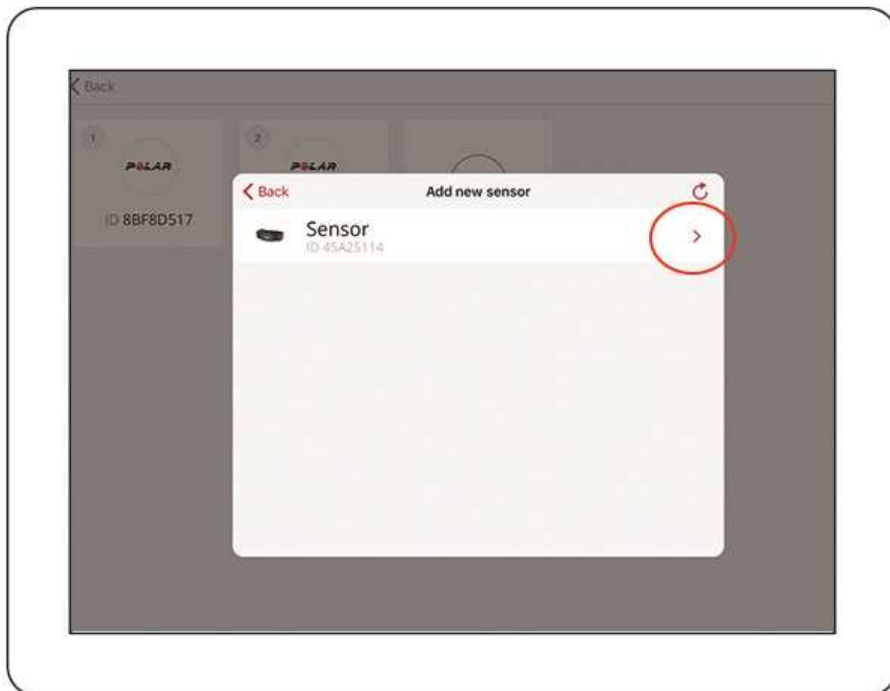 Back
1
2
POLAR
POLAR
ID 8BF8D517
Back
Add new sensor
Sensor
ID 45A25114